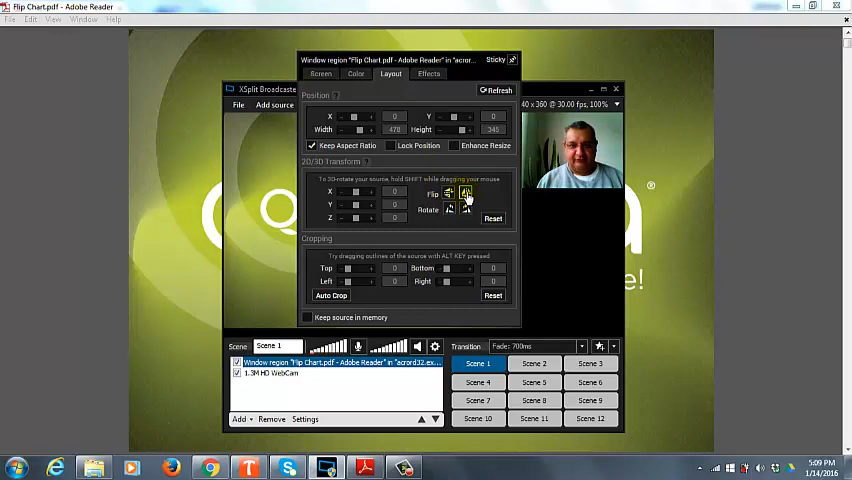 Flip Chart.pdf - Adobe Reader
File Edit View Window Help
Window region "Flip Chart.pdf - Adobe Reader" in "acror... Sticky
Screen Color Layout Effects
Refresh
XSplit Broadcaste
40 x 360 @ 30.00 fps, 100%
File Add source
Position ?
X 0 Y 0
Width 478 Height 345
Keep Aspect Ratio Lock Position Enhance Resize
2D/3D Transform ?
To 3D-rotate your source, hold SHIFT while dragging your mouse
X 0 Flip
Y 0 Rotate
Z 0 Reset
Cropping
Try dragging outlines of the source with ALT KEY pressed
Top 0 Bottom 0
Left 0 Right 0
Auto Crop Reset
Keep source in memory
®
a
e!
Scene Scene 1 Transition Fade: 700ms
Window region "Flip Chart.pdf - Adobe Reader" in "acrord32.ex...
1.3M HD WebCam
Scene 1 Scene 2 Scene 3
Scene 4 Scene 5 Scene 6
Scene 7 Scene 8 Scene 9
Scene 10 Scene 11 Scene 12
Add Remove Settings
5:09 PM
1/14/2016